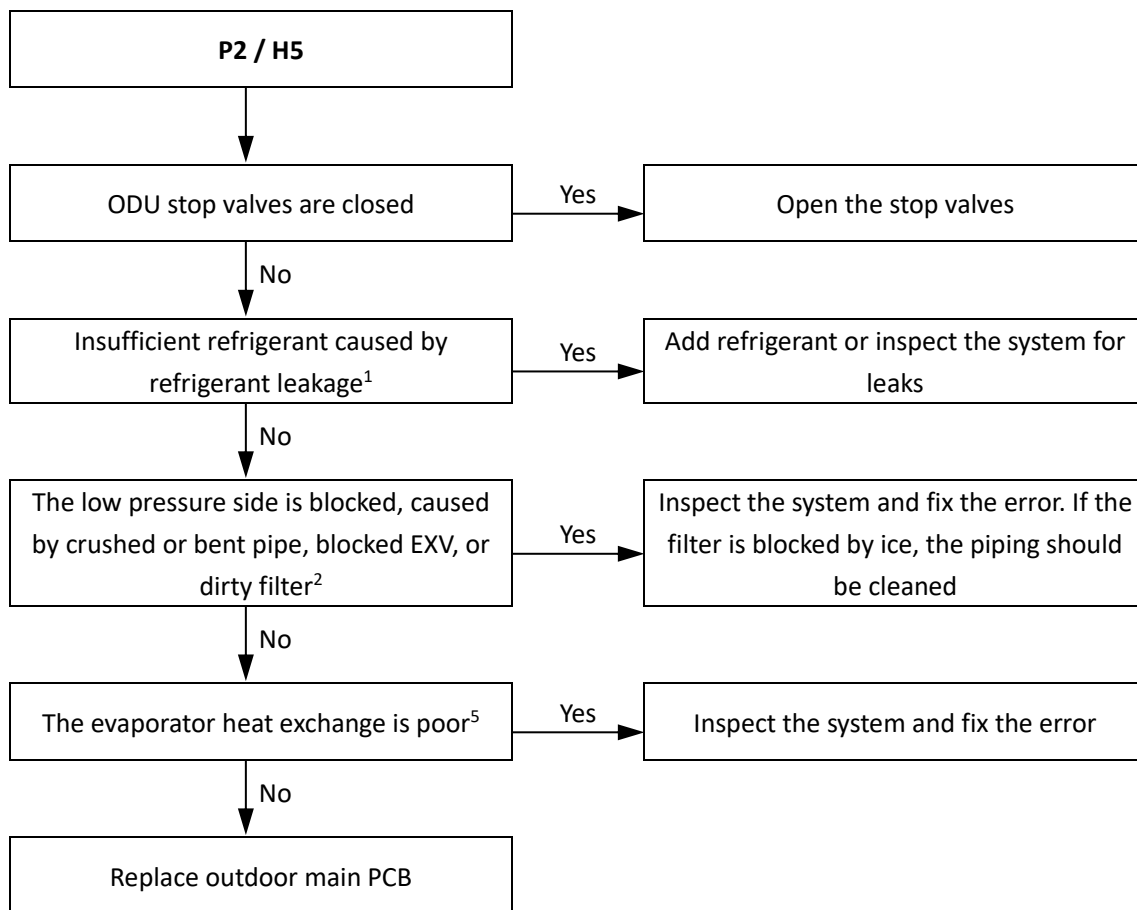 P2 / H5
ODU stop valves are closed
Yes
Open the stop valves
No
Insufficient refrigerant caused by
refrigerant leakage1
Yes
Add refrigerant or inspect the system for
leaks
No
The low pressure side is blocked, caused
by crushed or bent pipe, blocked EXV, or
dirty filter2
Yes
Inspect the system and fix the error. If the
filter is blocked by ice, the piping should
be cleaned
No
The evaporator heat exchange is poor5
Yes
Inspect the system and fix the error
No
Replace outdoor main PCB